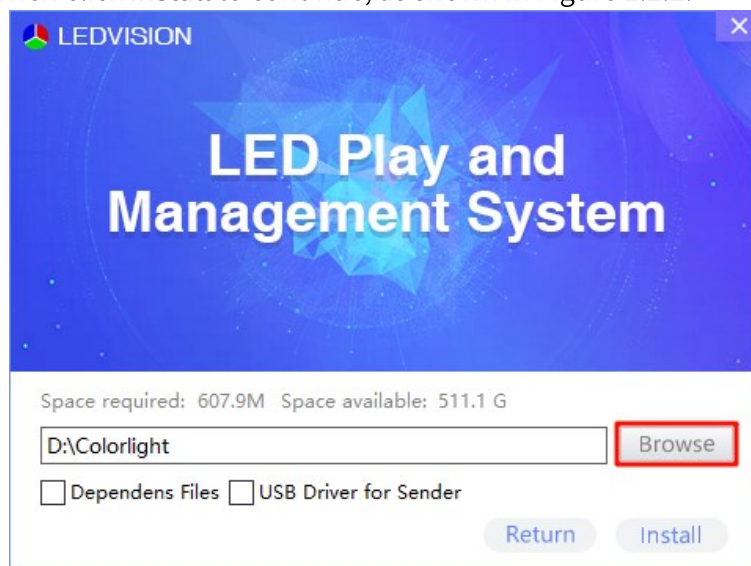 LEDVISION
LED Play and
Management System
Space required: 607.9M Space available: 511.1 G
D:\Colorlight Browse
Dependens Files USB Driver for Sender
Return Install